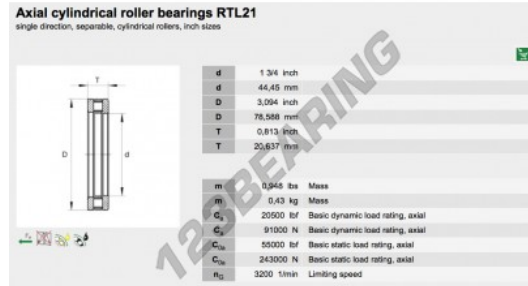 Axial cylindrical roller bearings RTL21
single direction, separable, cylindrical rollers, inch sizes
T
D
d
d 1 3/4 inch
d 44,45 mm
D 3,094 inch
D 78,588 mm
T 0,813 inch
T 20,637 mm
m 0,948 lbs Mass
m 0,43 kg Mass
Ca 20500 lbf Basic dynamic load rating, axial
Ca 91000 N Basic dynamic load rating, axial
C0a 55000 lbf Basic static load rating, axial
C0a 243000 N Basic static load rating, axial
nG 3200 1/min Limiting speed
123BEARING